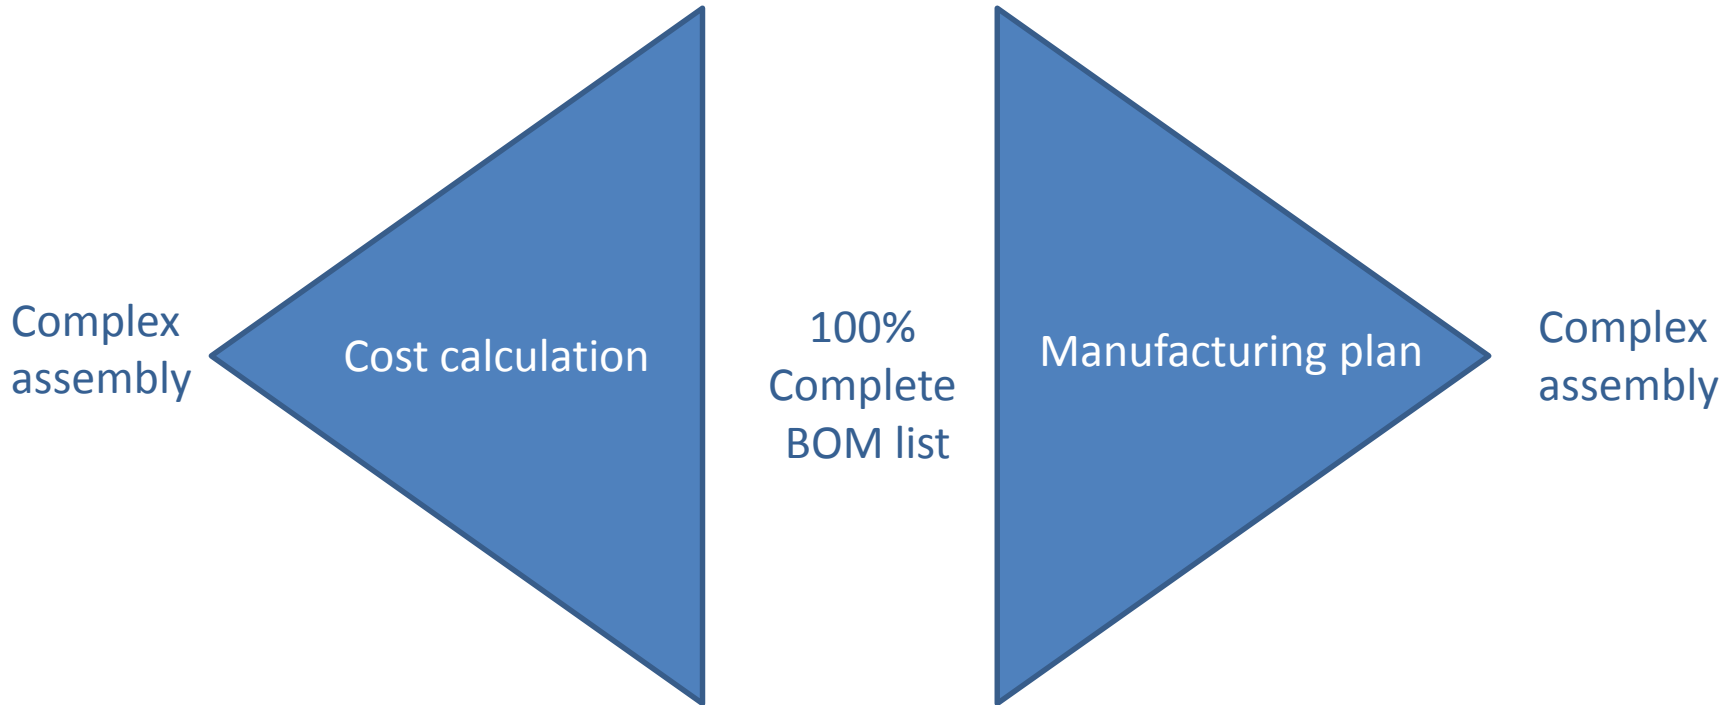 Complex
assembly
Cost calculation
100%
Complete
BOM list
Manufacturing plan
Complex
assembly